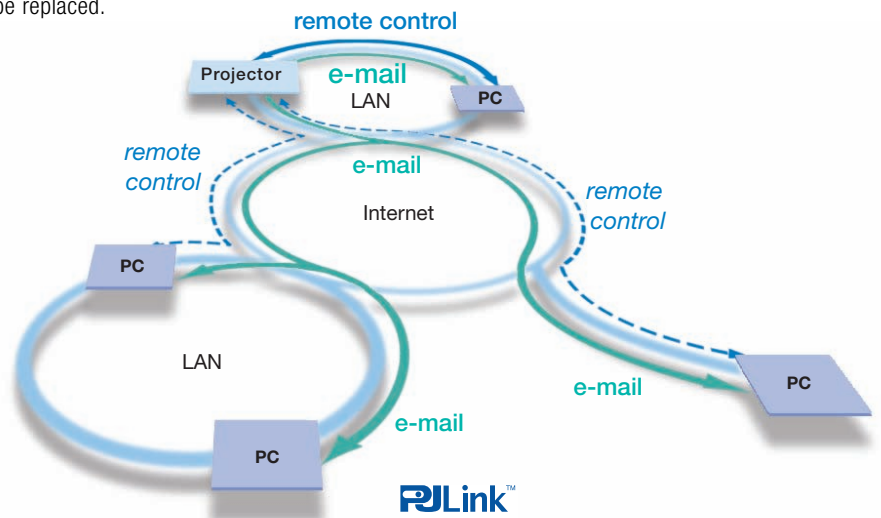 be replaced.
remote control
Projector
e-mail
LAN
PC
e-mail
remote
control
Internet
remote
control
PC
LAN
PC
e-mail
e-mail
PC
PJLink™